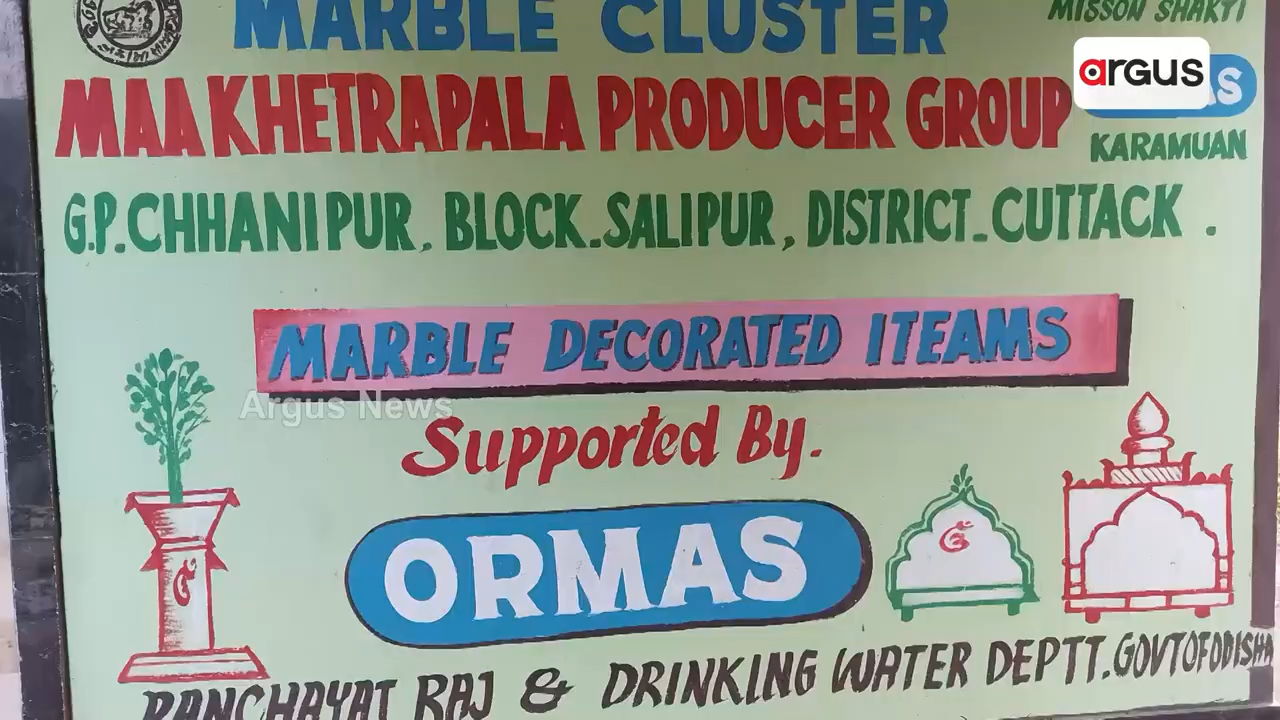 MARBLE CLUSTER
MISSON SHAKTI
argus
MAA KHETRAPALA PRODUCER GROUP
KARAMUAN
G.P. CHHANIPUR, BLOCK-SALIPUR, DISTRICT-CUTTACK.
MARBLE DECORATED ITEAMS
Argus News
Supported By.
ORMAS
PANCHAYAT RAJ & DRINKING WATER DEPTT. GOVT OF ODISHA